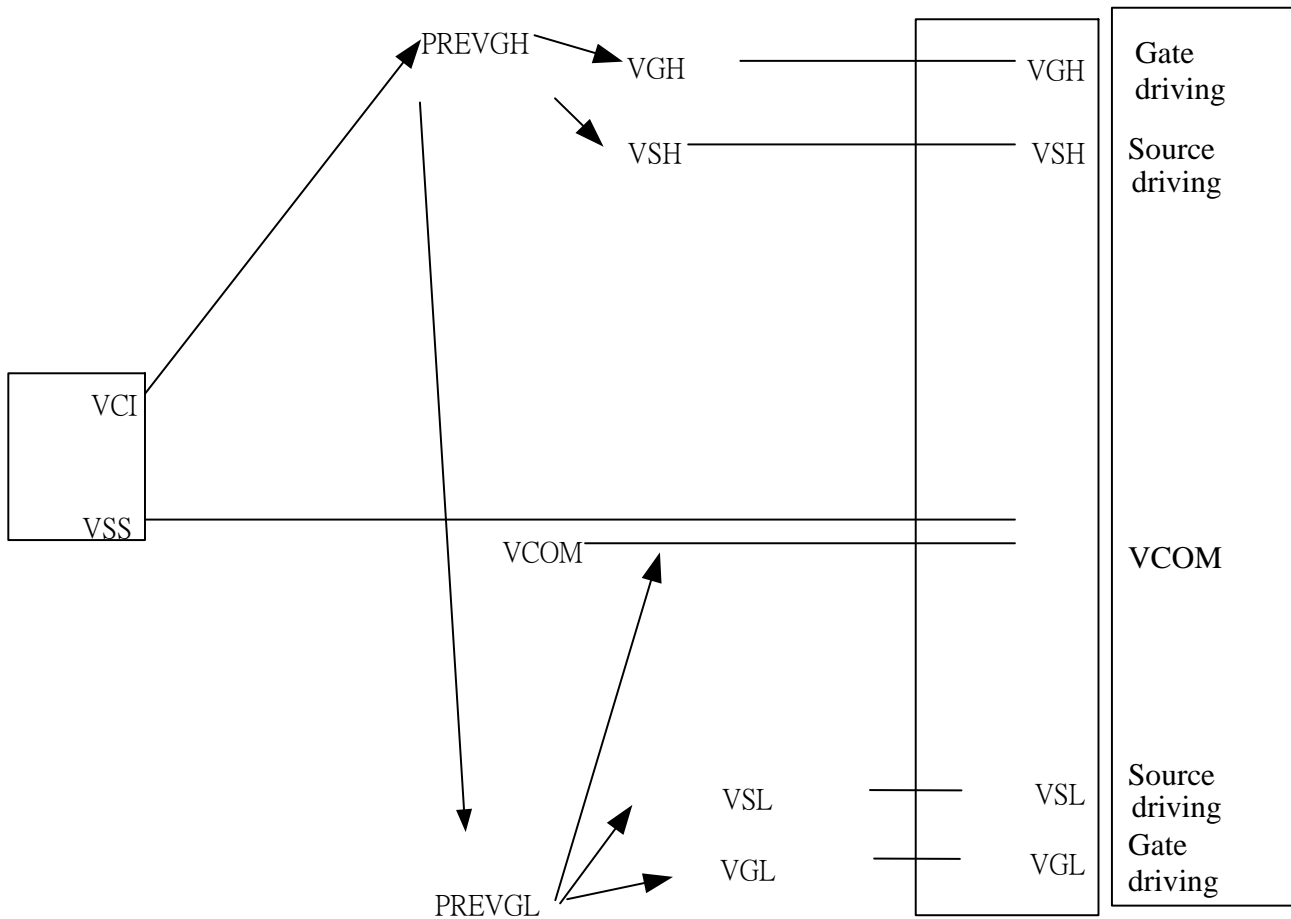 PREVGH
VGH
VGH
Gate
driving
VSH
VSH
Source
driving
VCI
VSS
VCOM
VCOM
VSL
VSL
Source
driving
VGL
VGL
Gate
driving
PREVGL